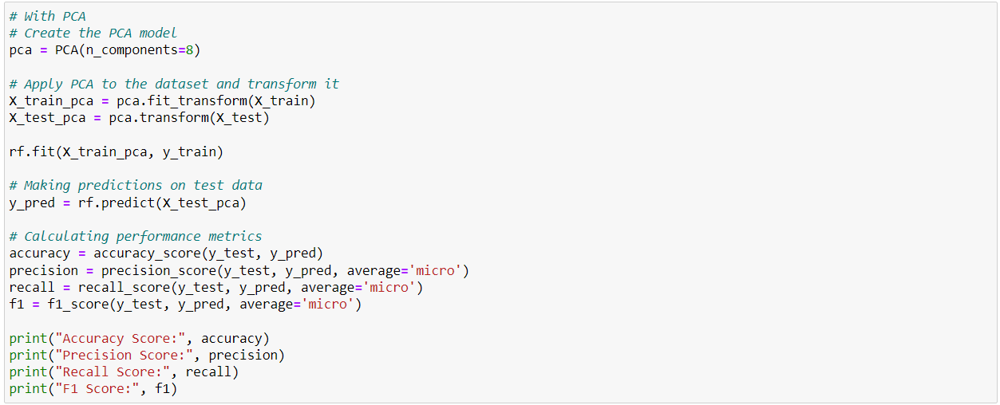 # With PCA
# Create the PCA model
pca = PCA(n_components=8)
# Apply PCA to the dataset and transform it
X_train_pca = pca.fit_transform(X_train)
X_test_pca = pca.transform(X_test)
rf.fit(X_train_pca, y_train)
# Making predictions on test data
y_pred = rf.predict(X_test_pca)
# Calculating performance metrics
accuracy = accuracy_score(y_test, y_pred)
precision = precision_score(y_test, y_pred, average='micro')
recall = recall_score(y_test, y_pred, average='micro')
f1 = f1_score(y_test, y_pred, average='micro')
print("Accuracy Score:", accuracy)
print("Precision Score:", precision)
print("Recall Score:", recall)
print("F1 Score:", f1)